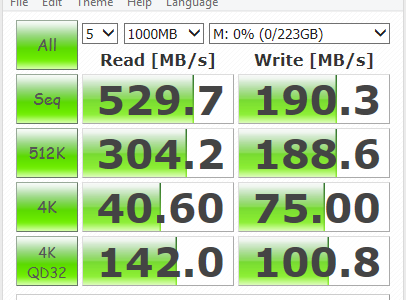 File Edit Theme Help Language
All 5 1000MB M: 0% (0/223GB)
Read [MB/s] Write [MB/s]
Seq 529.7 190.3
512K 304.2 188.6
4K 40.60 75.00
4K QD32 142.0 100.8